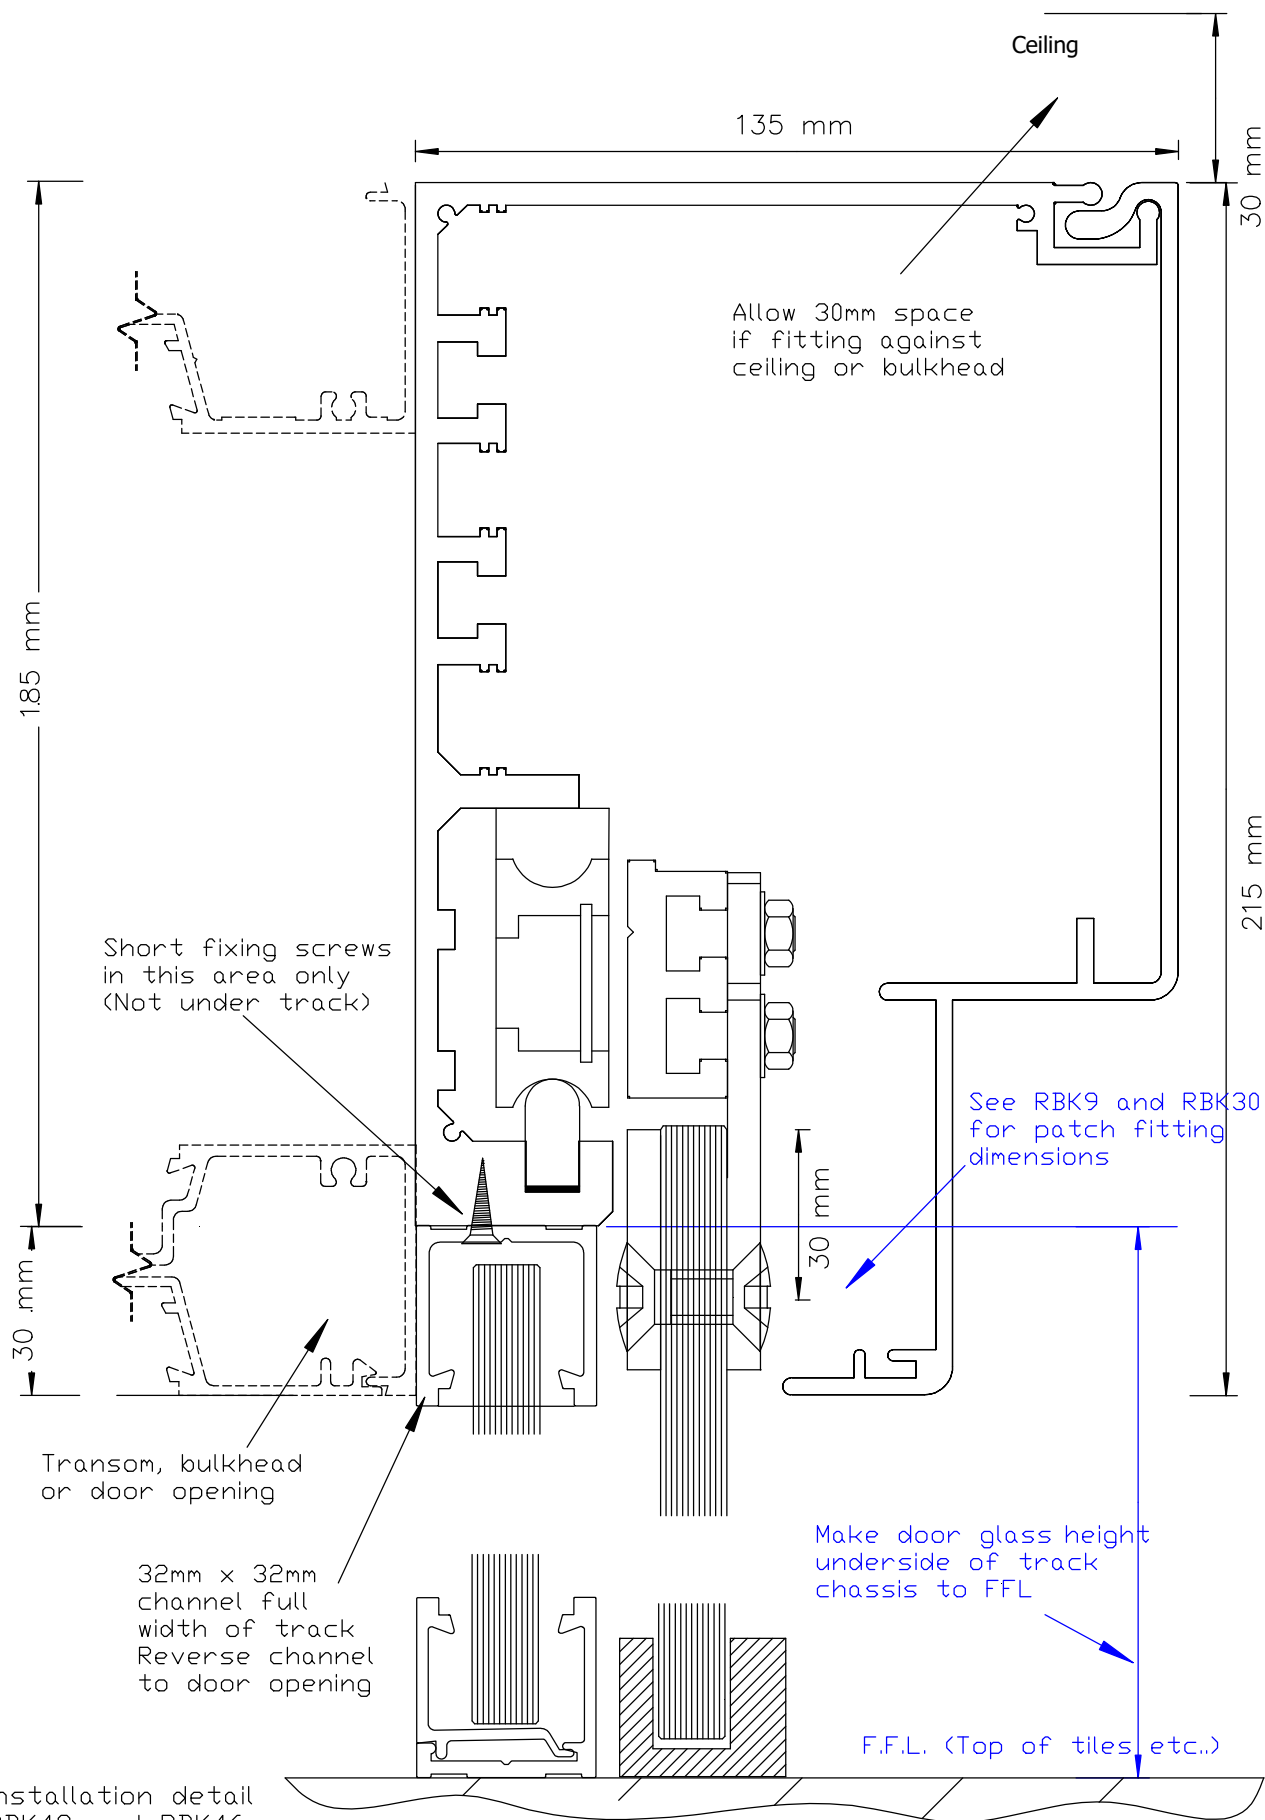 Ceiling
135 mm
30 mm
Allow 30mm space
if fitting against
ceiling or bulkhead
185 mm
215 mm
Short fixing screws
in this area only
(Not under track)
See RBK9 and RBK30
for patch fitting
dimensions
30 mm
30 .mm
Transom, bulkhead
or door opening
Make door glass height
underside of track
chassis to FFL
32mm x 32mm
channel full
width of track
Reverse channel
to door opening
F.F.L. (Top of tiles etc..)
nstallation detail